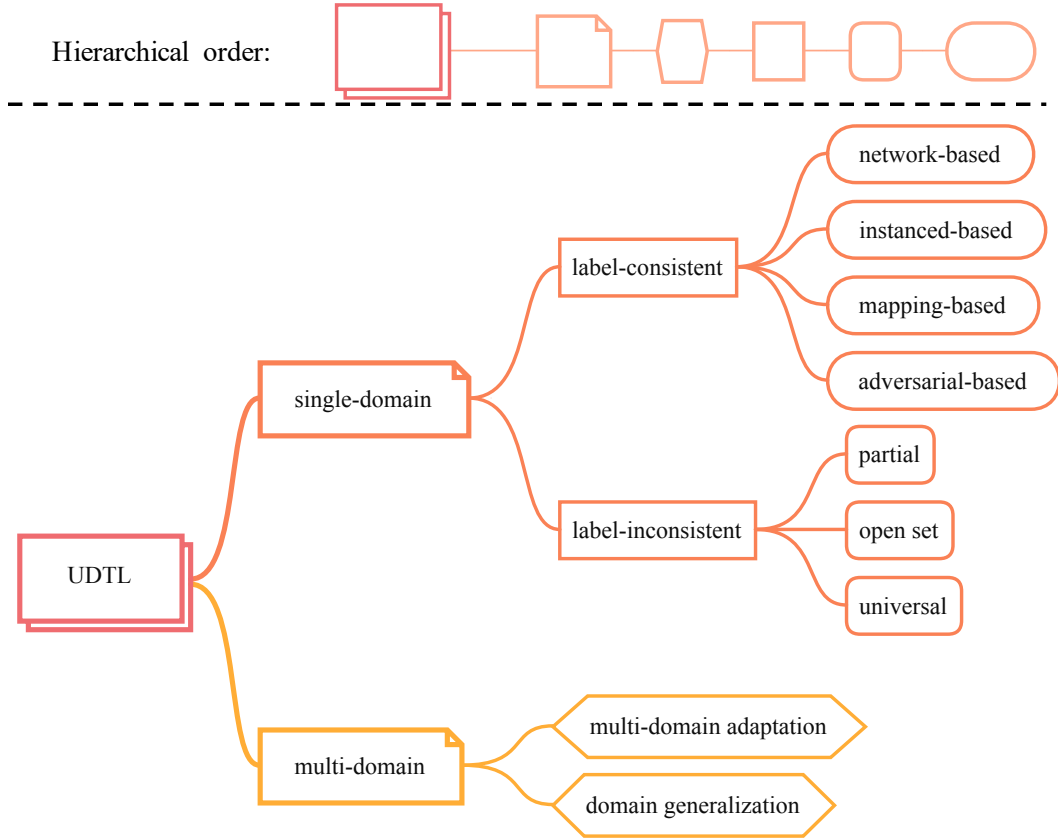 Hierarchical order:
network-based
instanced-based
label-consistent
mapping-based
adversarial-based
single-domain
partial
label-inconsistent
open set
universal
UDTL
multi-domain adaptation
multi-domain
domain generalization